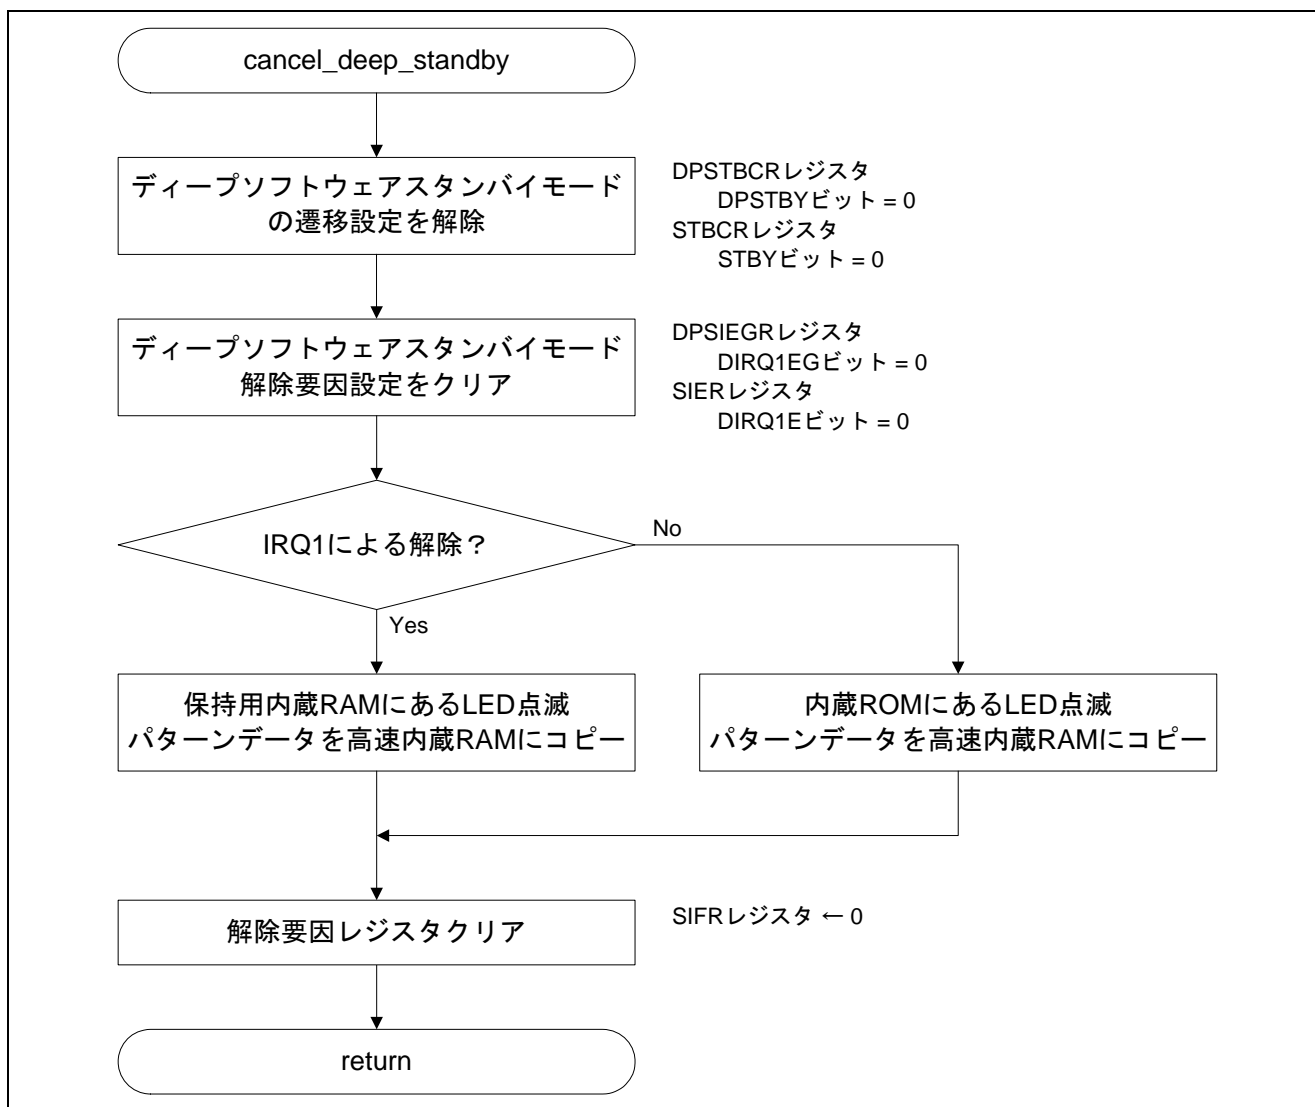 cancel_deep_standby
ディープソフトウェアスタンバイモード
の遷移設定を解除
DPSTBCRレジスタ
DPSTBYビット = 0
STBCRレジスタ
STBYビット = 0
ディープソフトウェアスタンバイモード
解除要因設定をクリア
DPSIEGRレジスタ
DIRQ1EGビット = 0
SIERレジスタ
DIRQ1Eビット = 0
IRQ1による解除？
No
Yes
保持用内蔵RAMにあるLED点滅
パターンデータを高速内蔵RAMにコピー
内蔵ROMにあるLED点滅
パターンデータを高速内蔵RAMにコピー
解除要因レジスタクリア
SIFRレジスタ ← 0
return